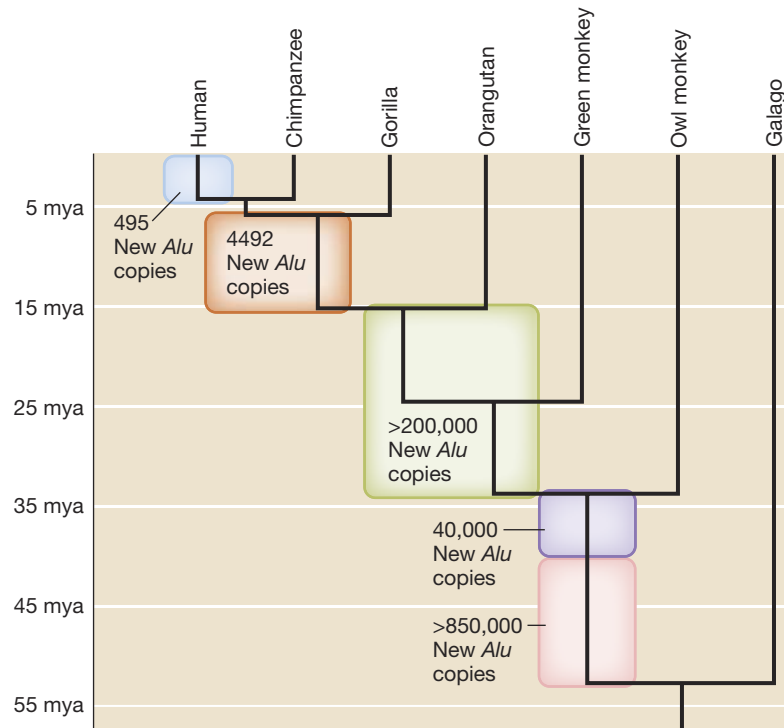 Human
Chimpanzee
Gorilla
Orangutan
Green monkey
Owl monkey
Galago
5 mya
495
New Alu
copies
4492
New Alu
copies
15 mya
25 mya
>200,000
New Alu
copies
35 mya
40,000
New Alu
copies
45 mya
>850,000
New Alu
copies
55 mya